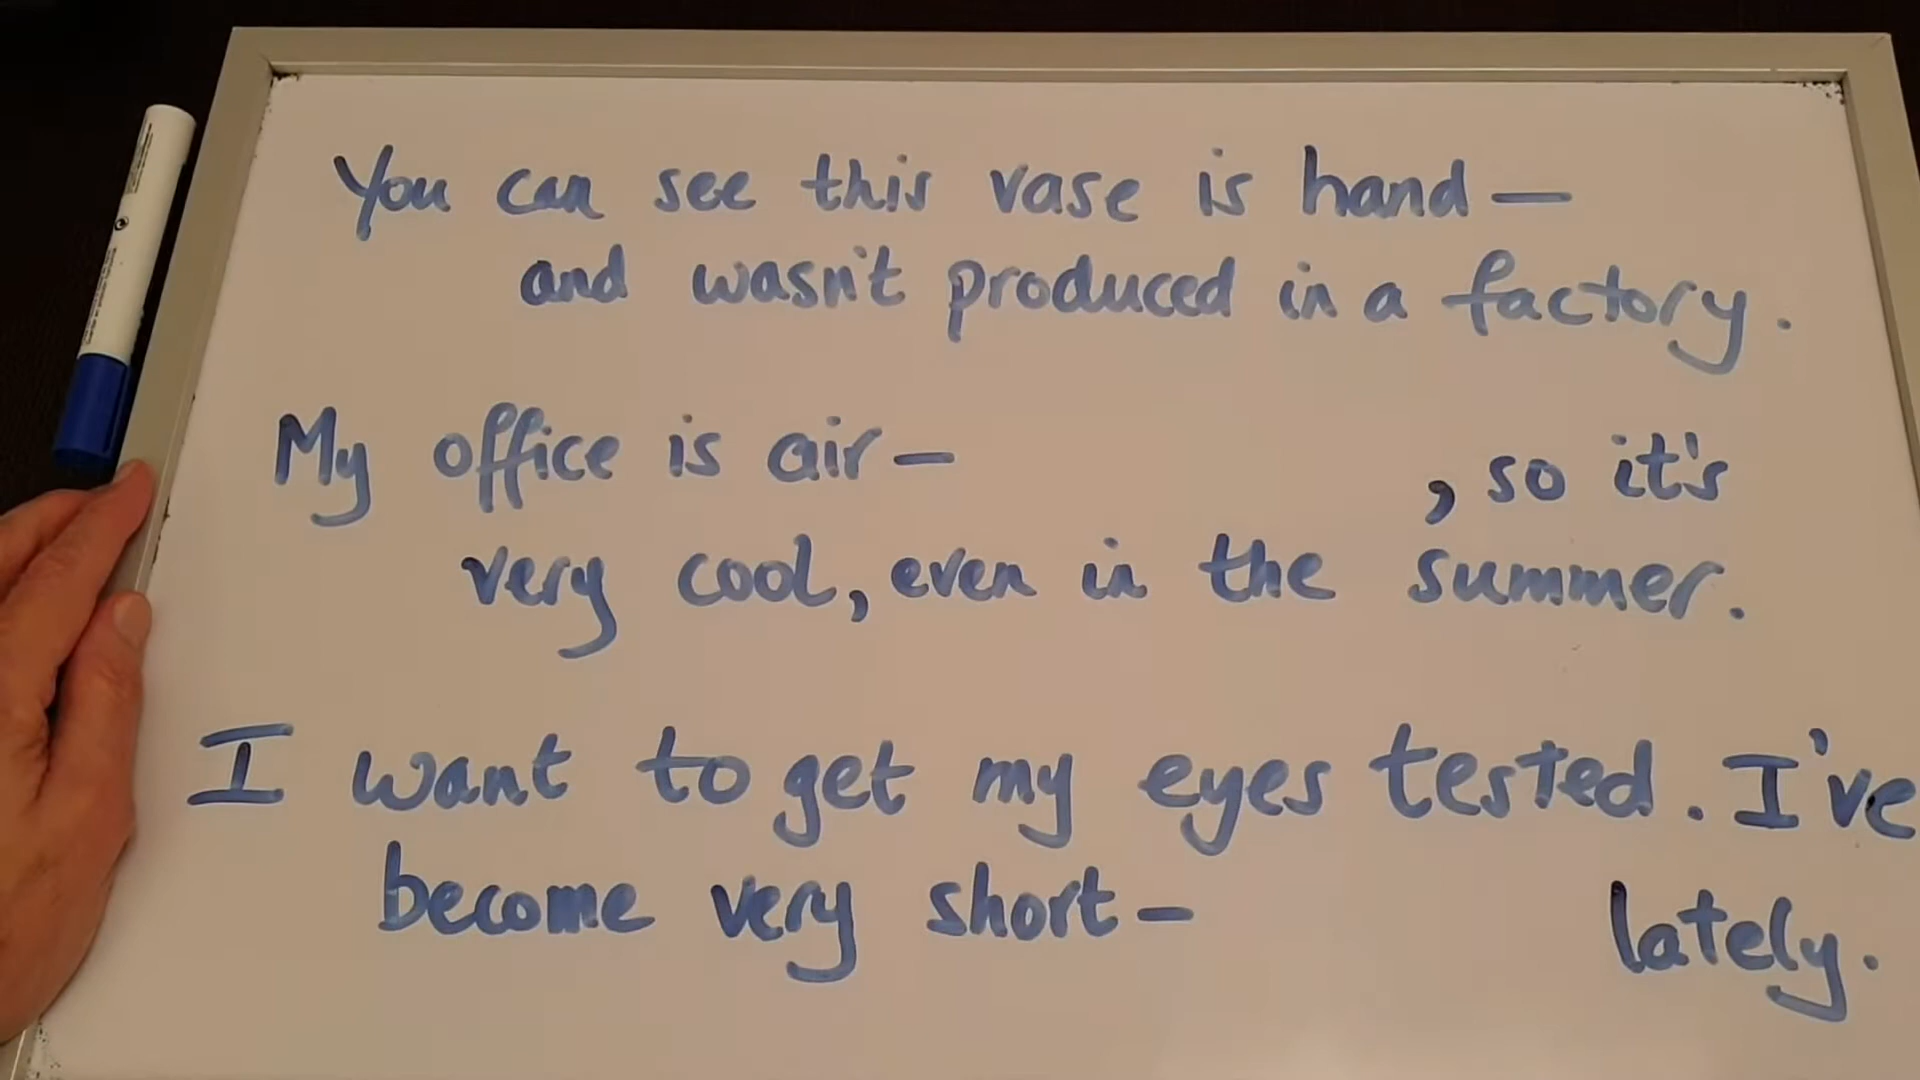 You can see this vase is hand-
and wasn't produced in a factory.
My office is air- , so it's
very cool, even in the summer.
I want to get my eyes tested. I've
become very short- lately.